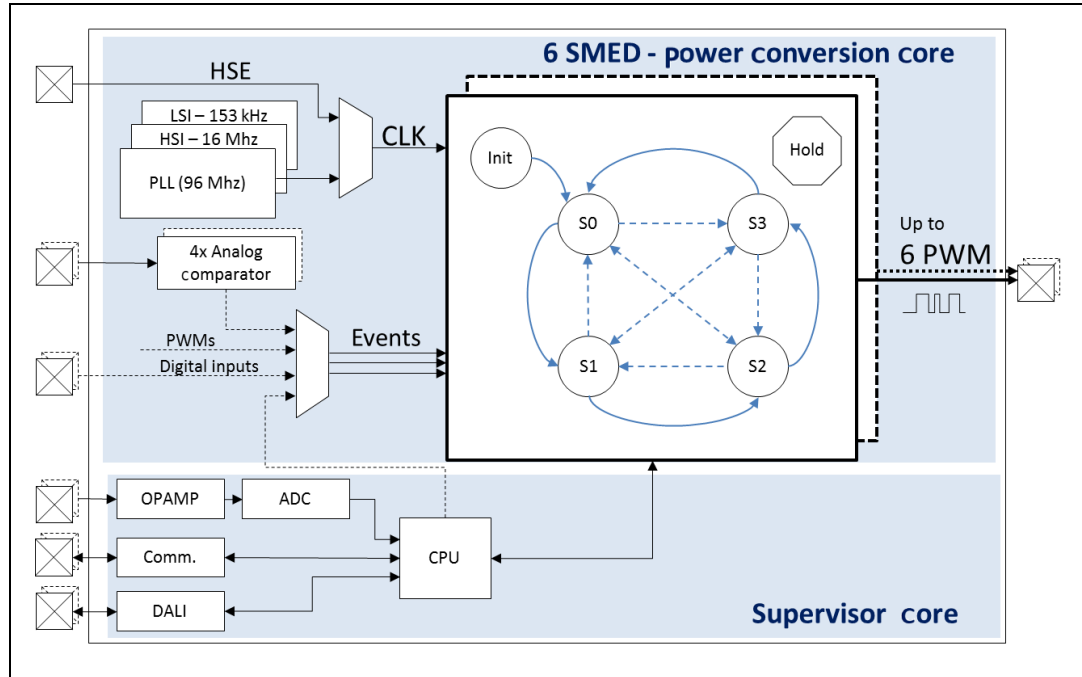 6 SMED - power conversion core
HSE
LSI – 153 kHz
HSI – 16 Mhz
PLL (96 Mhz)
CLK
Init
Hold
S0
S3
S1
S2
4x Analog
comparator
PWMs
Digital inputs
Events
Up to
6 PWM
OPAMP
ADC
Comm.
CPU
DALI
Supervisor core